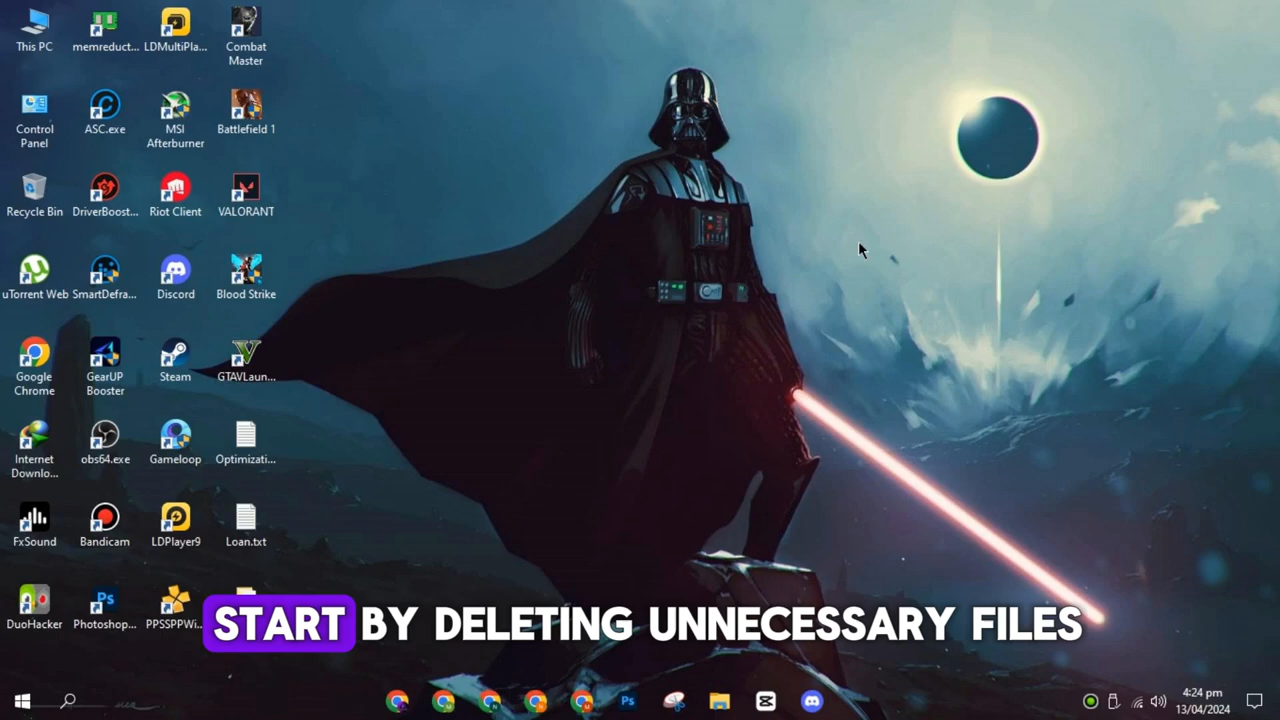 This PC
memreduct...
LDMultiPla...
Combat
Master
Control
Panel
ASC.exe
MSI
Afterburner
Battlefield 1
Recycle Bin
DriverBoost...
Riot Client
VALORANT
uTorrent Web
SmartDefra...
Discord
Blood Strike
Google
Chrome
GearUP
Booster
Steam
GTAVLaun...
Internet
Downlo...
obs64.exe
Gameloop
Optimizati...
FxSound
Bandicam
LDPlayer9
Loan.txt
DuoHacker
Photoshop...
PPSSPPWi...
START BY DELETING UNNECESSARY FILES
4:24 pm
13/04/2024